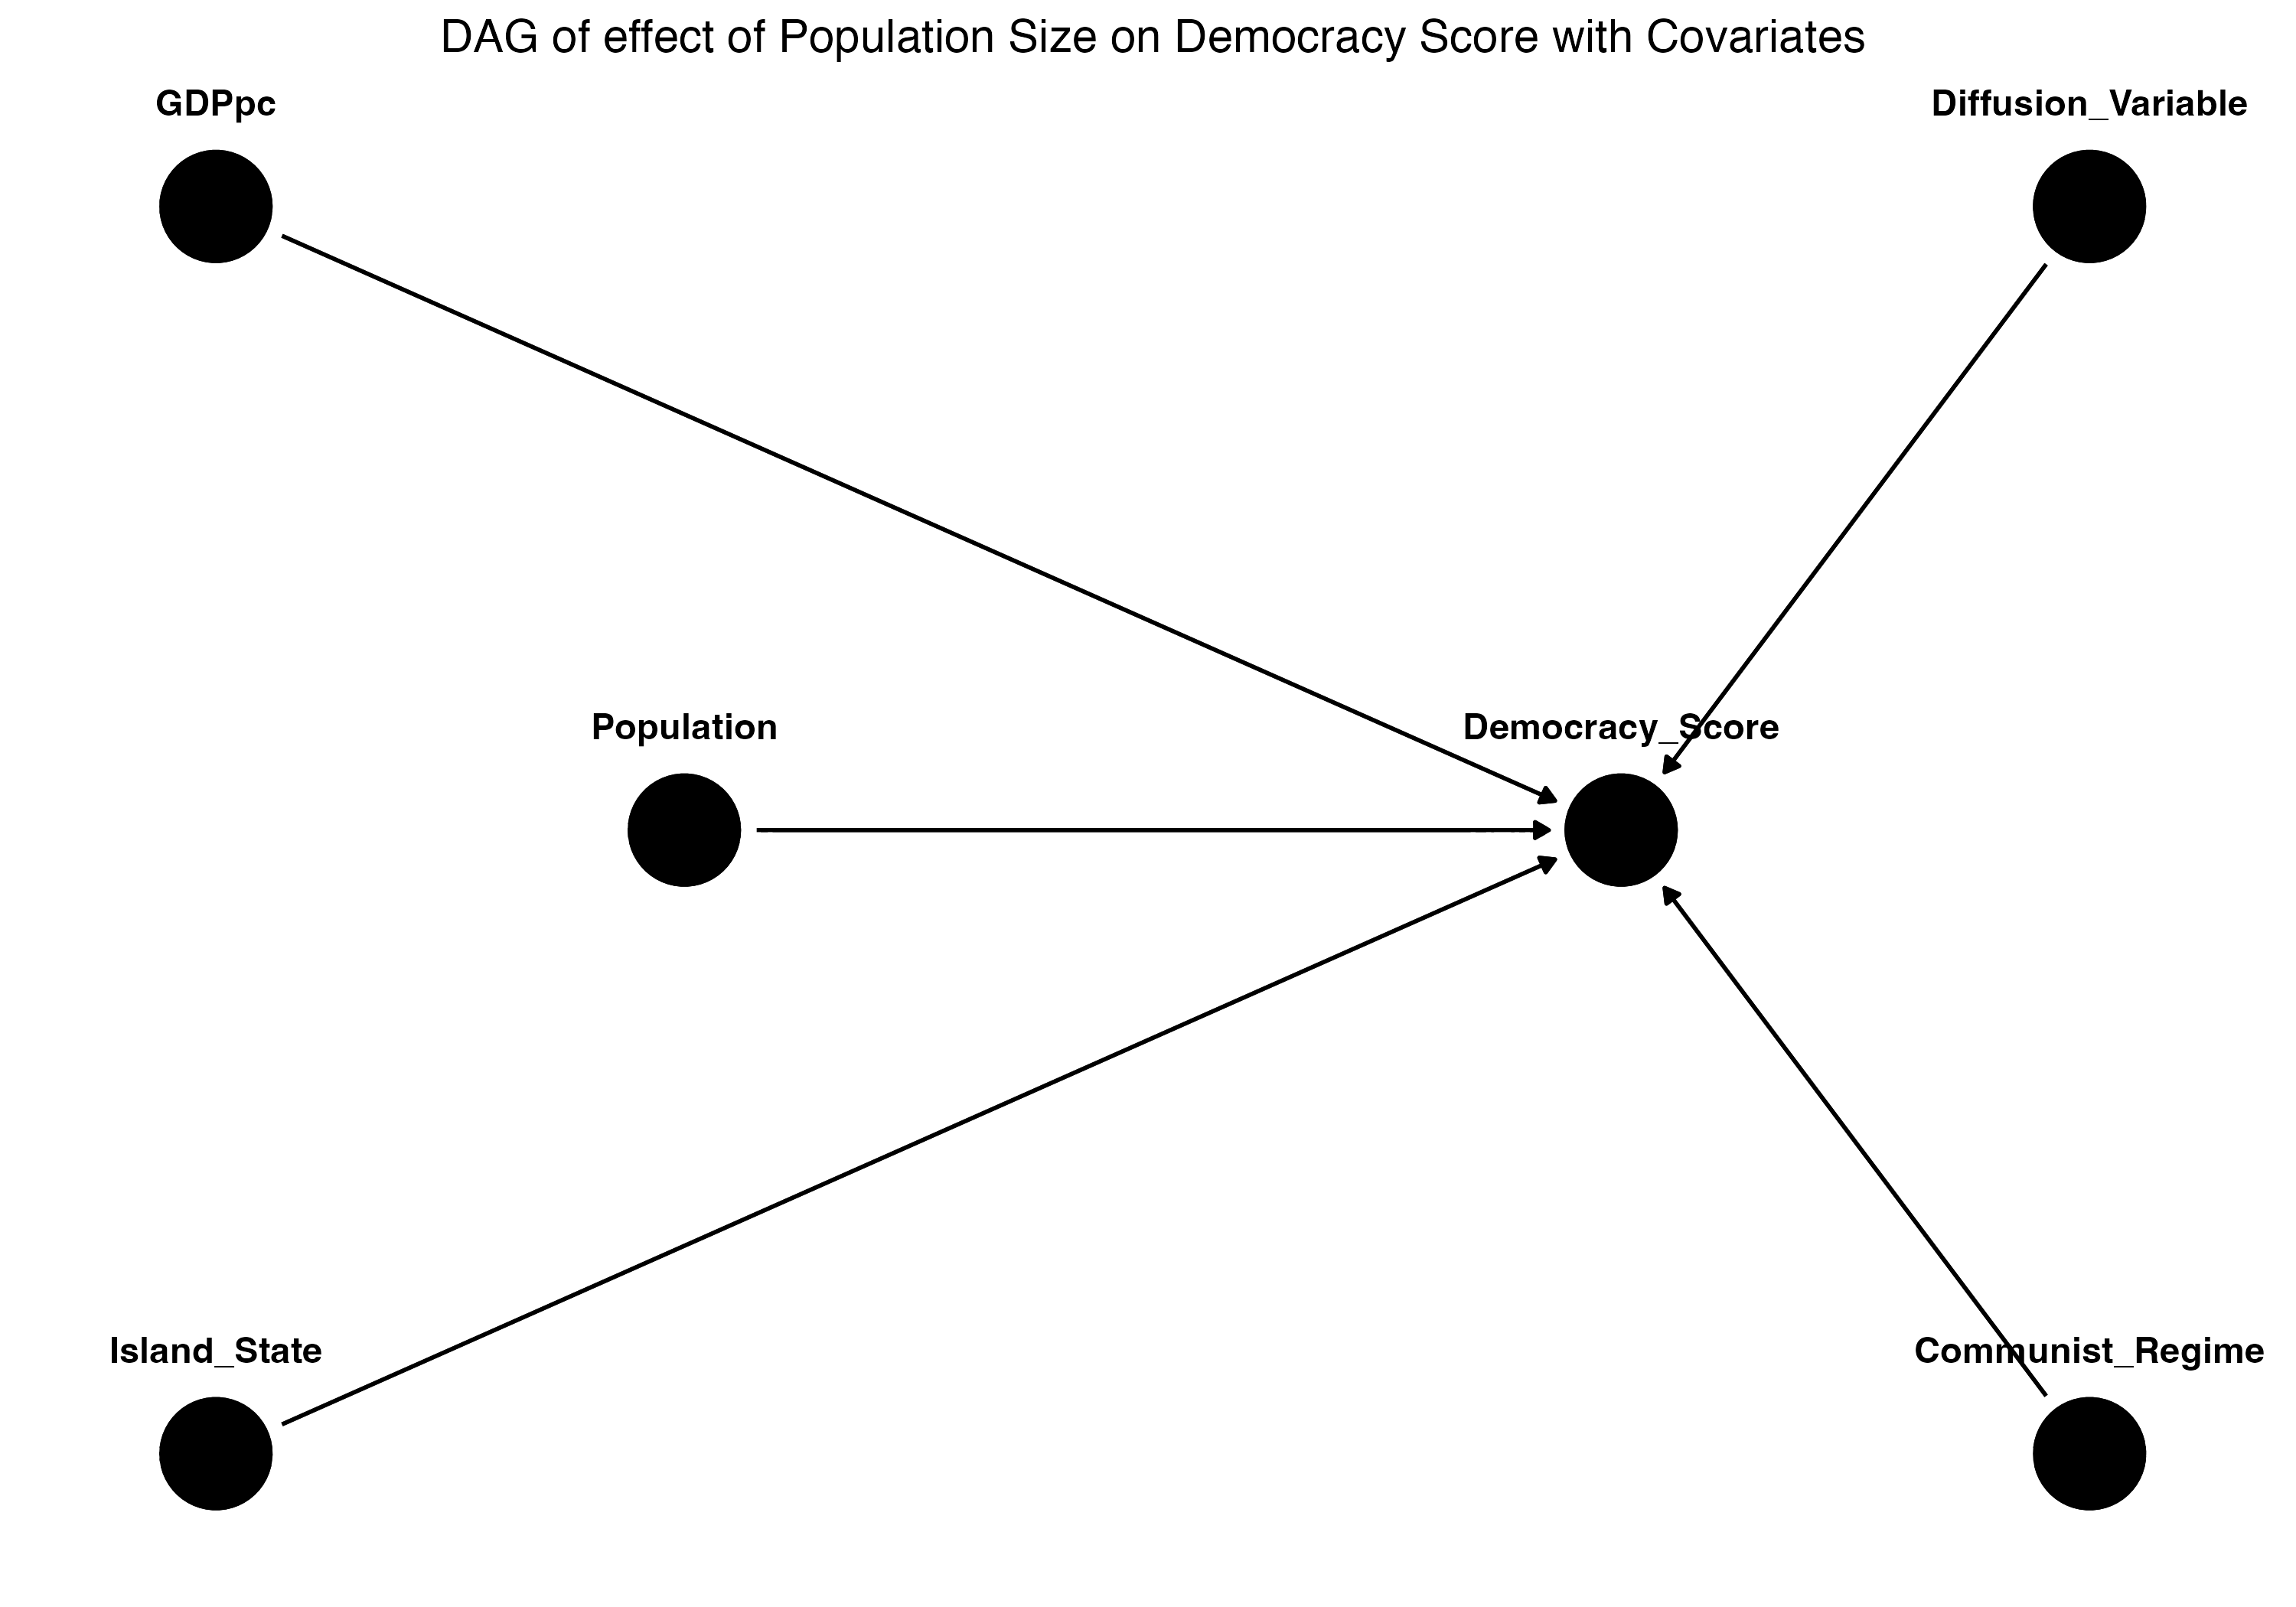 DAG of effect of Population Size on Democracy Score with Covariates
GDPpc
Diffusion_Variable
Population
Democracy_Score
Island_State
Communist_Regime